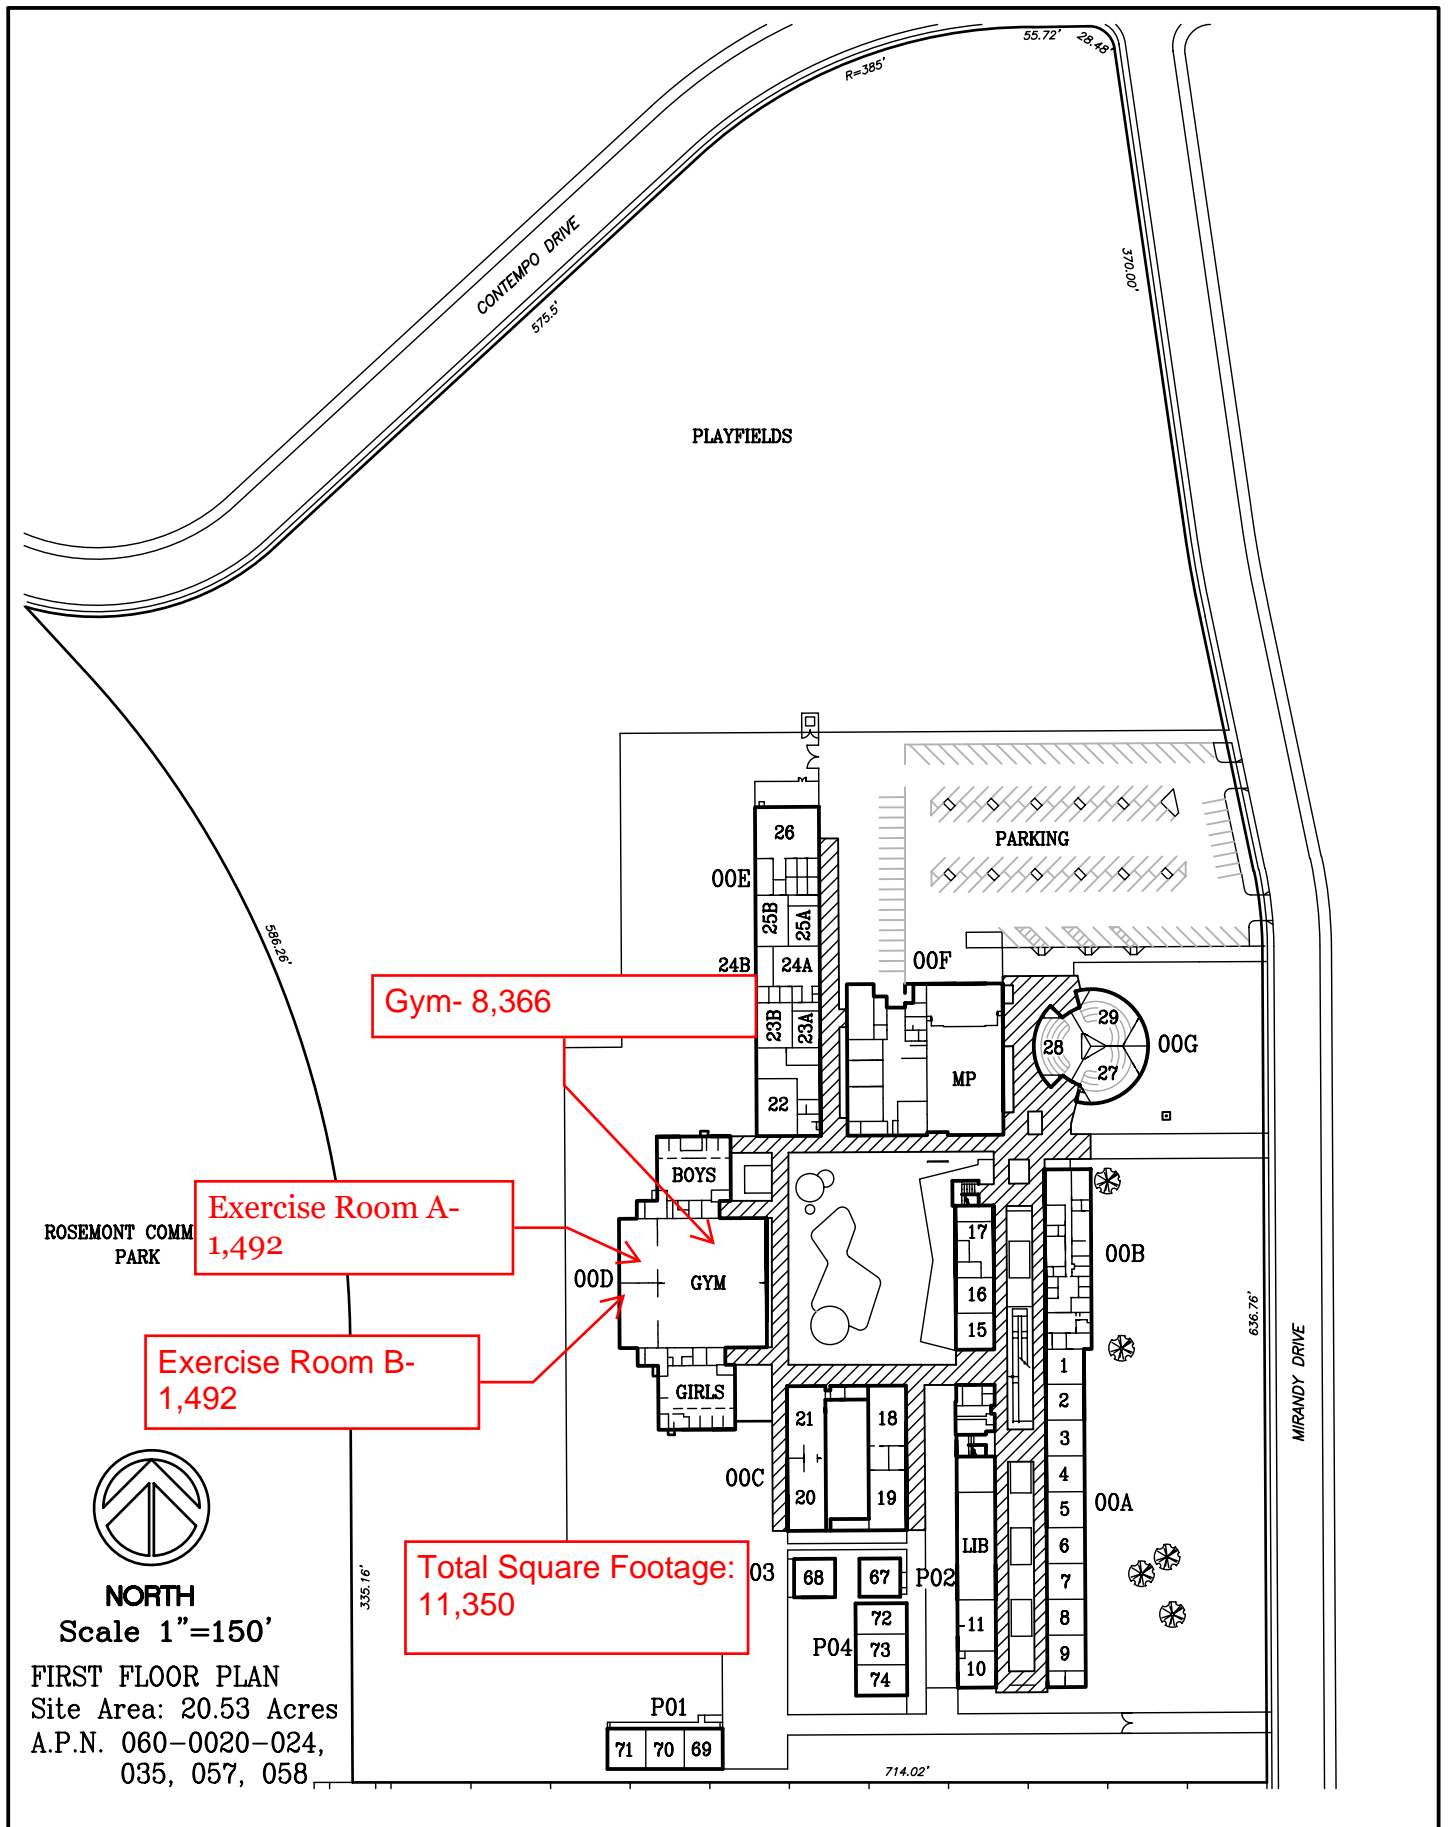 55.72'
28.48'
R=385'
CONTEMPO DRIVE
575.5'
370.00'
PLAYFIELDS
26
PARKING
00E
25B
25A
586.26'
24B
24A
00F
Gym- 8,366
23B
23A
29
28
00G
27
MP
22
BOYS
Exercise Room A-
1,492
ROSEMONT COMM
PARK
17
00B
00D
GYM
16
15
636.76'
MIRANDY DRIVE
Exercise Room B-
1,492
1
GIRLS
2
21
18
3
00C
4
20
19
5
00A
LIB
6
Total Square Footage:
11,350
03
68
67
P02
7
335.16'
NORTH
Scale 1"=150'
72
11
8
P04
73
9
74
10
FIRST FLOOR PLAN
Site Area: 20.53 Acres
A.P.N. 060-0020-024,
035, 057, 058
P01
71
70
69
714.02'